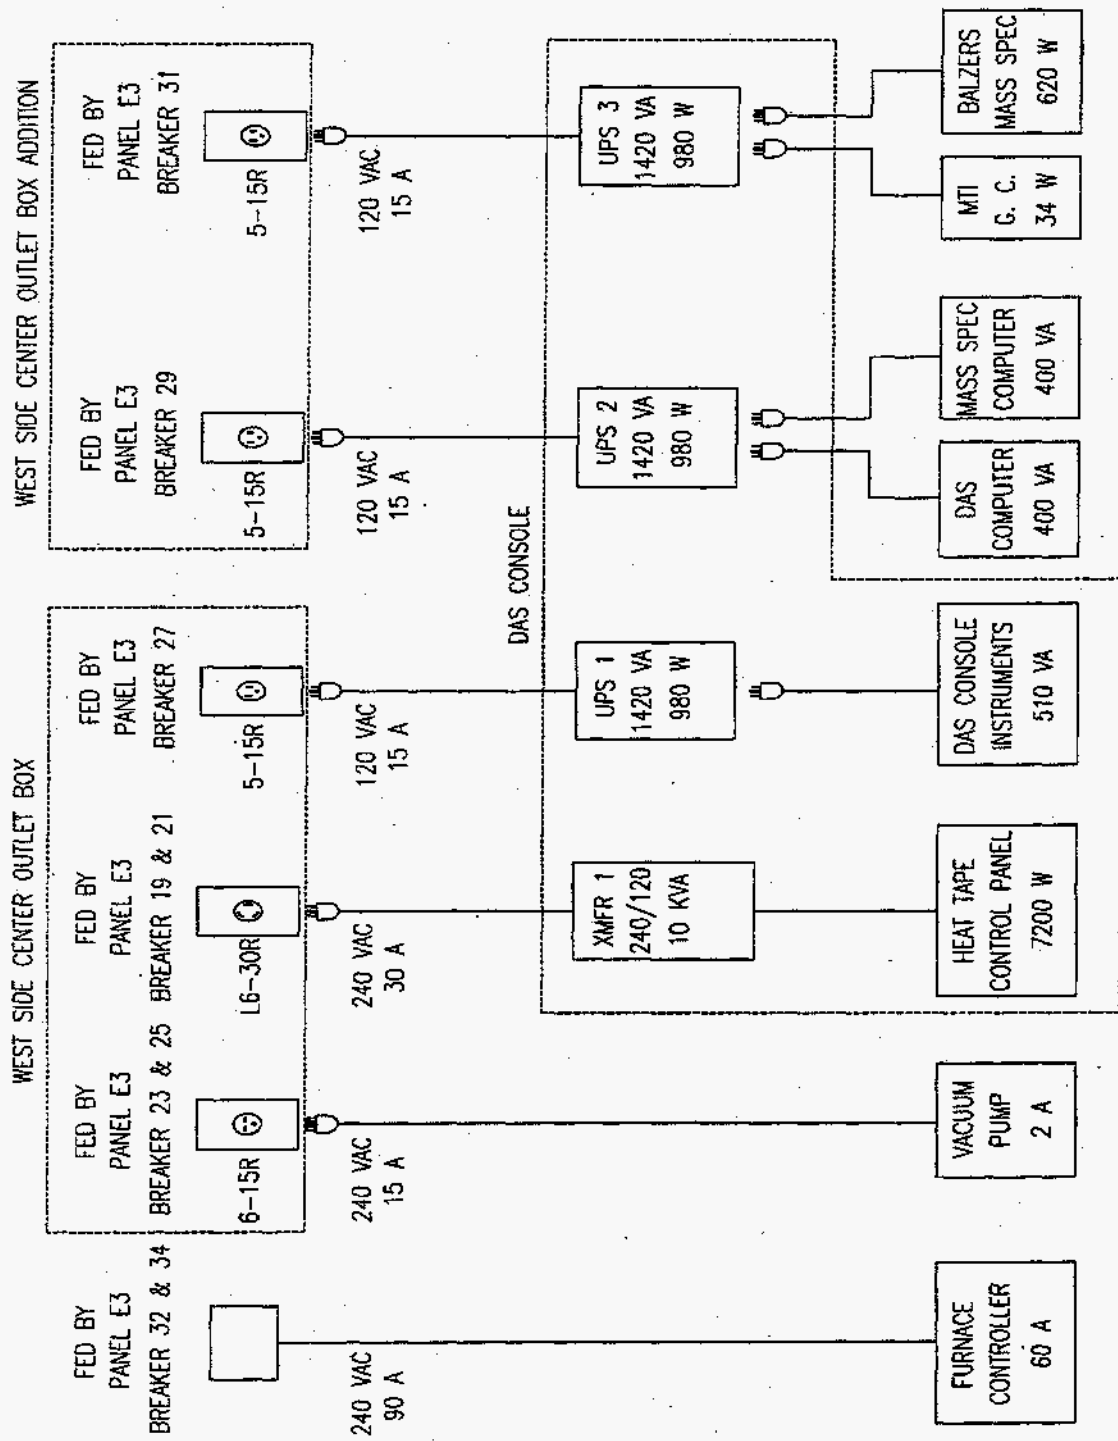 WEST SIDE CENTER OUTLET BOX
WEST SIDE CENTER OUTLET BOX ADDITION
FED BY
PANEL E3
BREAKER 32 & 34
240 VAC
90 A
FURNACE
CONTROLLER
60 A
FED BY
PANEL E3
BREAKER 23 & 25
6-15R
240 VAC
15 A
VACUUM
PUMP
2 A
FED BY
PANEL E3
BREAKER 19 & 21
L6-30R
240 VAC
30 A
XMFR 1
240/120
10 KVA
HEAT TAPE
CONTROL PANEL
7200 W
FED BY
PANEL E3
BREAKER 27
5-15R
120 VAC
15 A
DAS CONSOLE
UPS 1
1420 VA
980 W
DAS CONSOLE
INSTRUMENTS
510 VA
FED BY
PANEL E3
BREAKER 29
5-15R
120 VAC
15 A
UPS 2
1420 VA
980 W
DAS
COMPUTER
400 VA
MASS SPEC
COMPUTER
400 VA
FED BY
PANEL E3
BREAKER 31
5-15R
120 VAC
15 A
UPS 3
1420 VA
980 W
MTI
G. C.
34 W
BALZERS
MASS SPEC
620 W